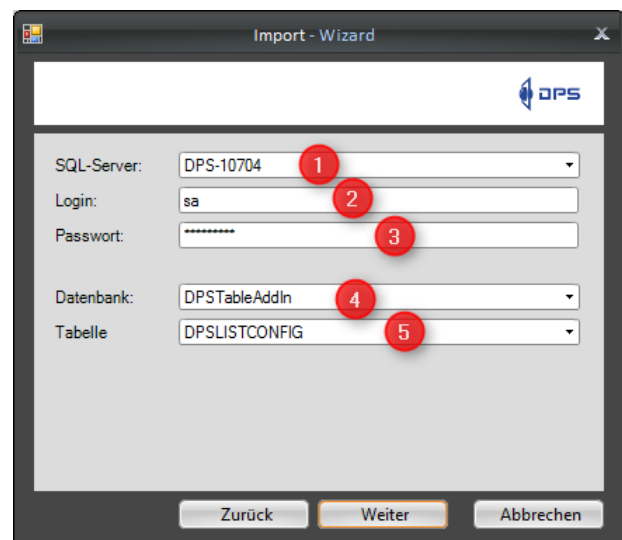 Import - Wizard x
DPS
SQL-Server: DPS-10704 1
Login: sa 2
Passwort: ********* 3
Datenbank: DPSTableAddIn 4
Tabelle DPSLISTCONFIG 5
Zurück Weiter Abbrechen